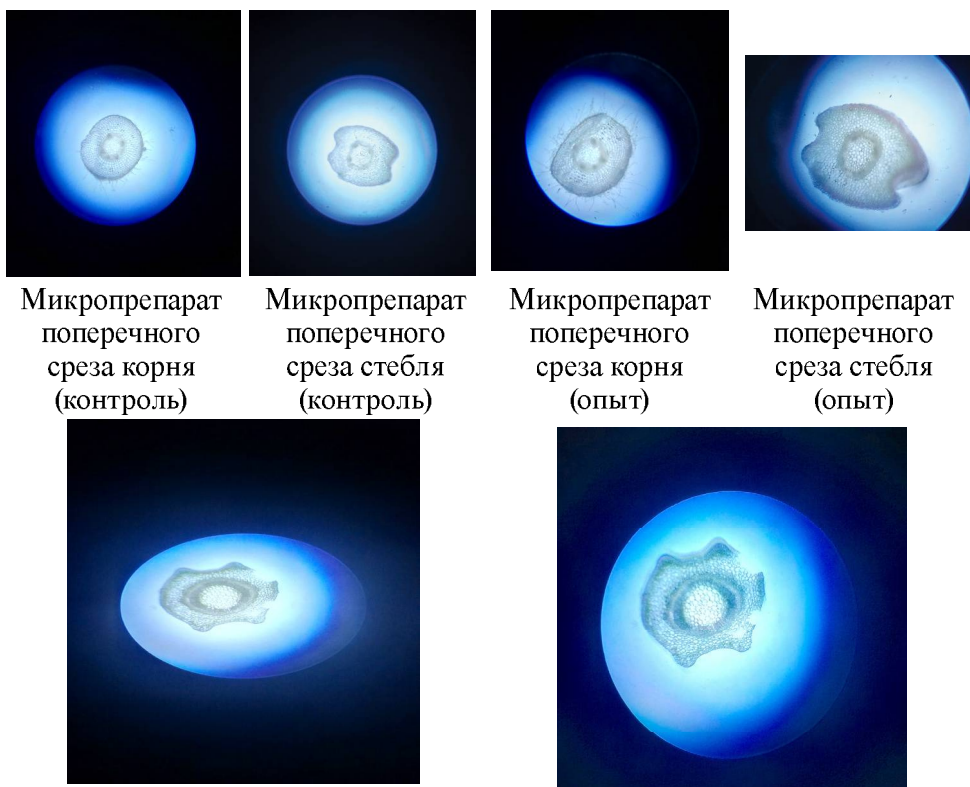 Микропрепарат
поперечного
среза корня
(контроль)
Микропрепарат
поперечного
среза стебля
(контроль)
Микропрепарат
поперечного
среза корня
(опыт)
Микропрепарат
поперечного
среза стебля
(опыт)